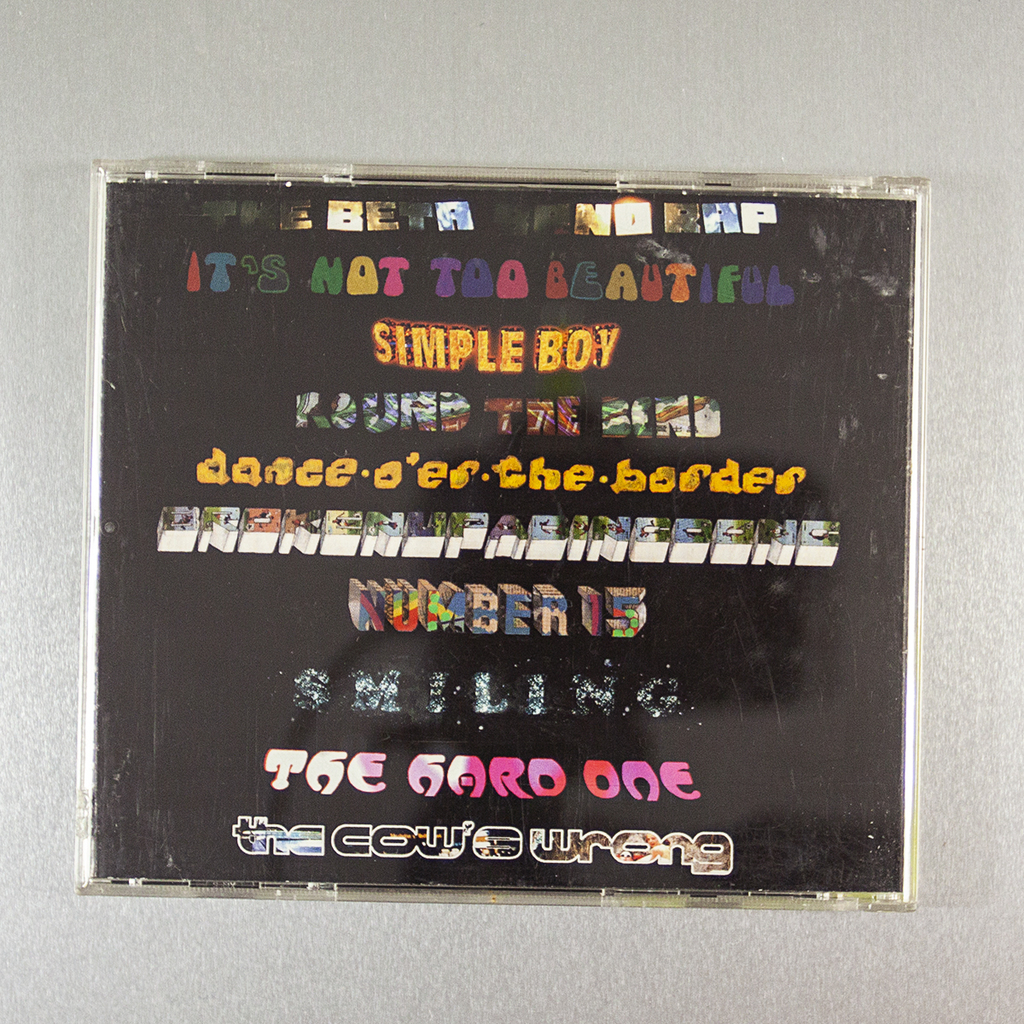 THE BETA BAND RAP
IT'S NOT TOO BEAUTIFUL
SIMPLE BOY
ROUND THE BEND
dance·o'er·the·border
BROKENUPADINGDONG
NUMBER 15
SMILING
THE HARD ONE
the cow's wrong